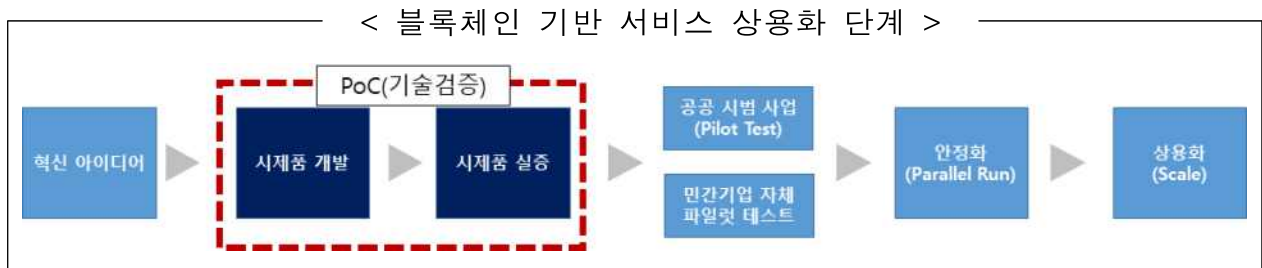 < 블록체인 기반 서비스 상용화 단계 >
PoC(기술검증)
혁신 아이디어
시제품 개발
시제품 실증
공공 시범 사업
(Pilot Test)
민간기업 자체
파일럿 테스트
안정화
(Parallel Run)
상용화
(Scale)